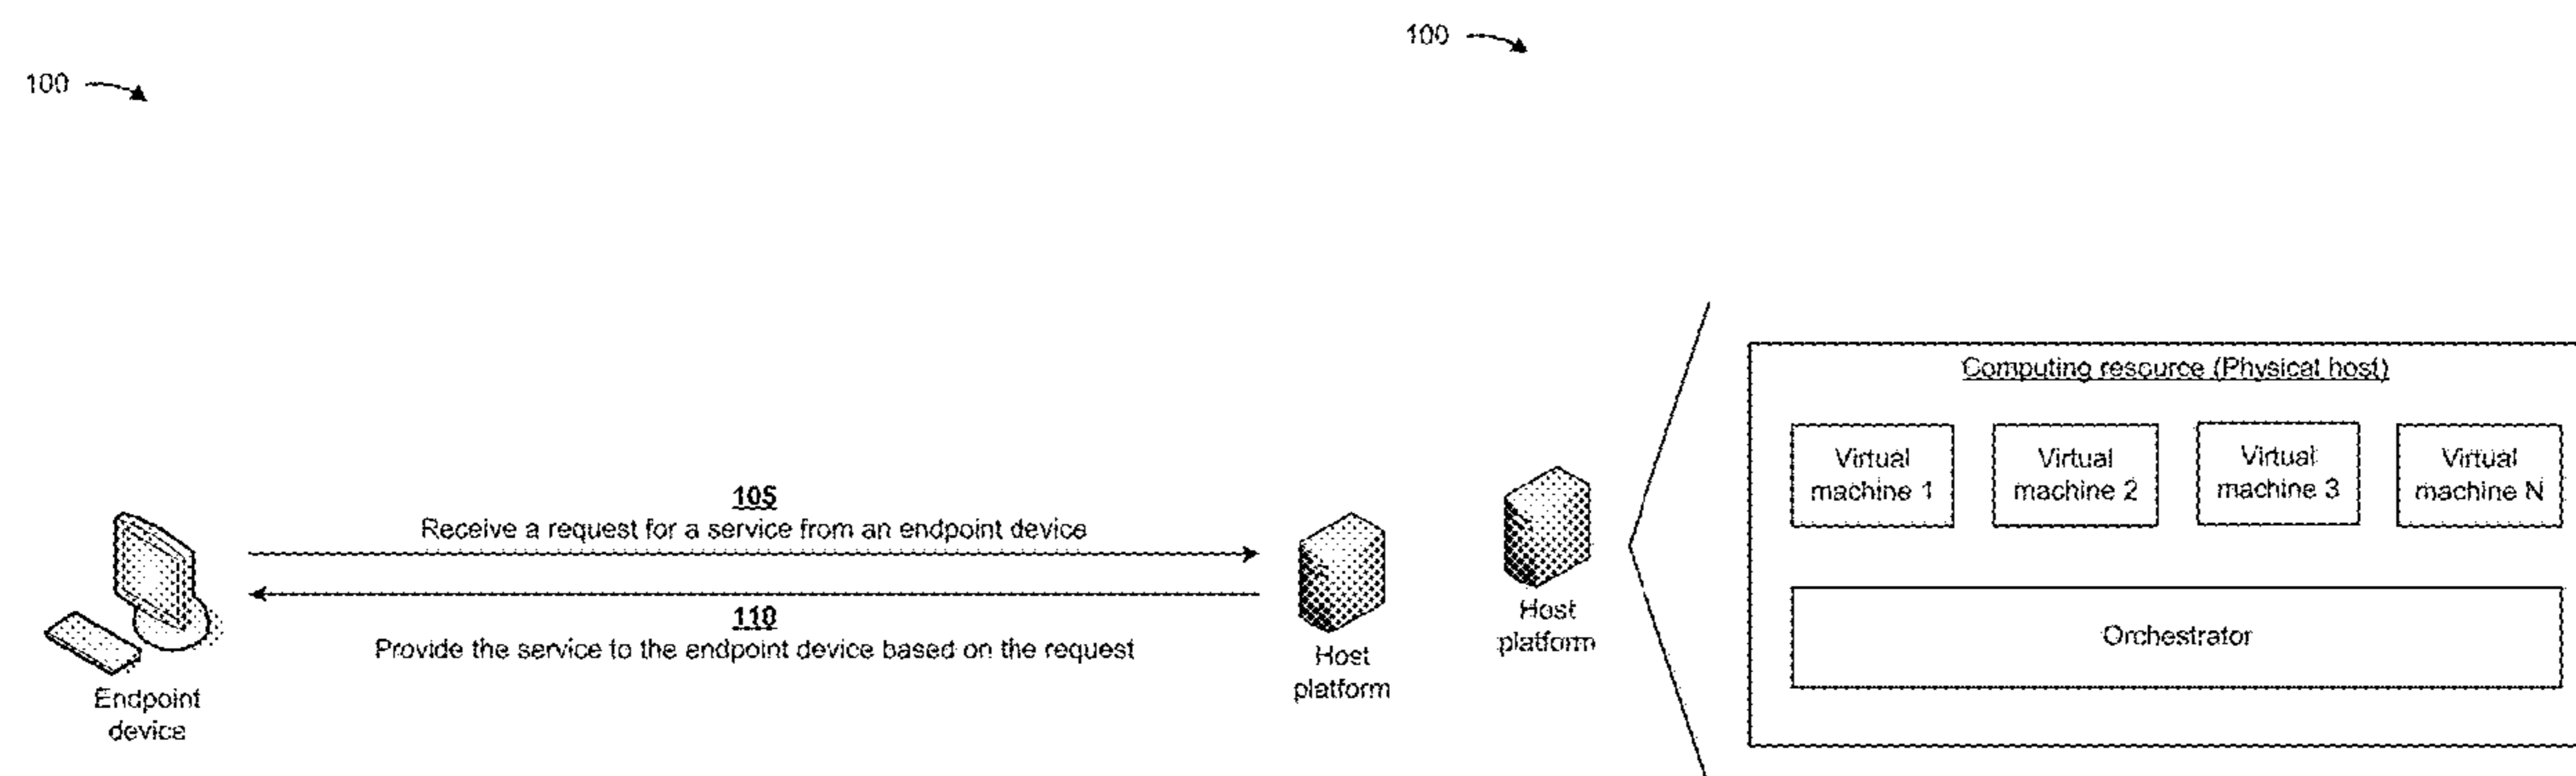 100
105
Receive a request for a service from an endpoint device
110
Provide the service to the endpoint device based on the request
Endpoint
device
Host
platform
100
Host
platform
Computing resource (Physical host)
Virtual
machine 1
Virtual
machine 2
Virtual
machine 3
Virtual
machine N
Orchestrator